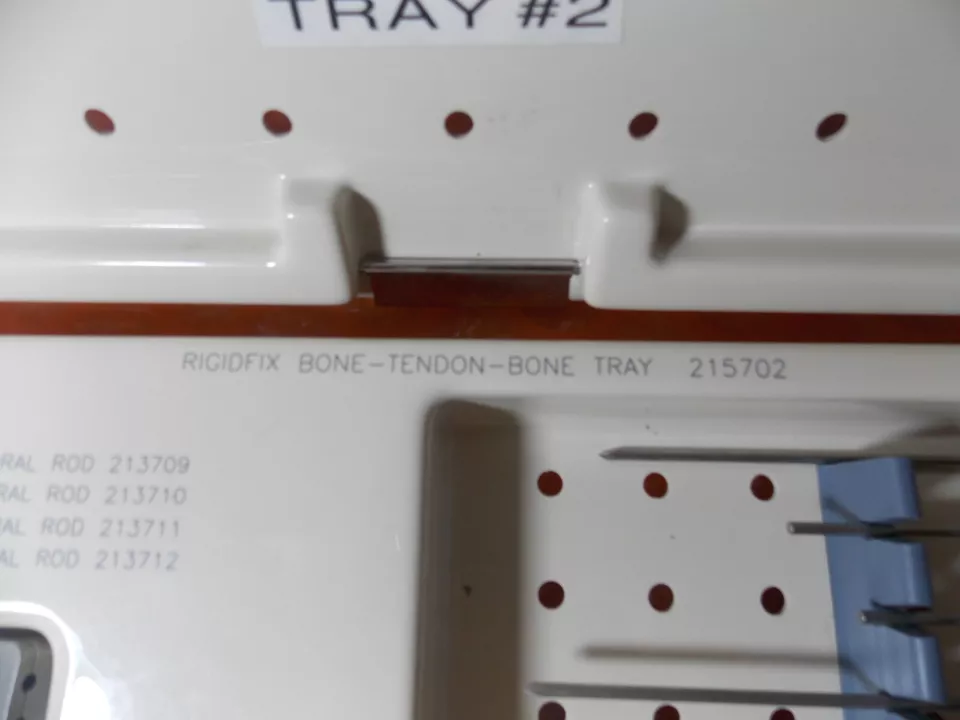 TRAY #2
RIGIDFIX BONE-TENDON-BONE TRAY 215702
RAL ROD 213709
RAL ROD 213710
AL ROD 213711
AL ROD 213712